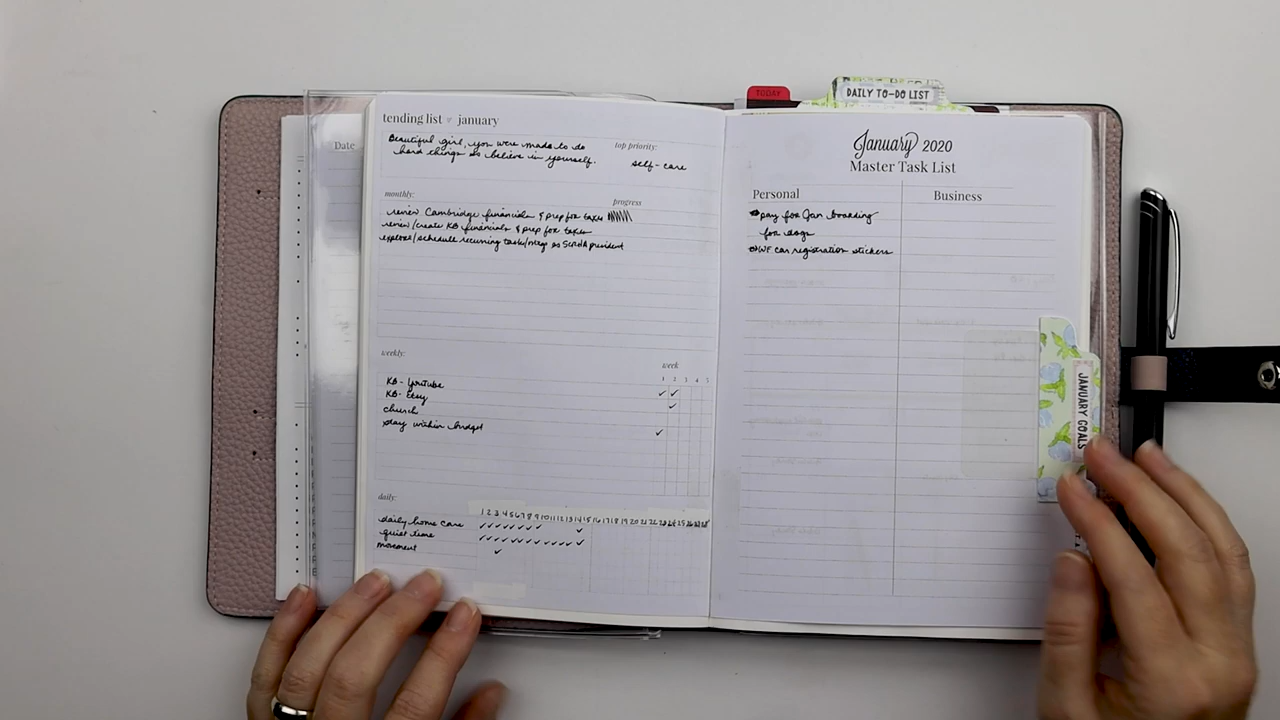 TODAY
DAILY TO-DO LIST
Date
tending list ♥ january
Beautiful girl, you were made to do
hard things so believe in yourself.
top priority:
self-care
monthly:
progress
review Cambridge financials & prep for taxes
review/create KB financials & prep for taxes
explore/schedule recurring tasks/mtgs as president
weekly:
week
1 2 3 4 5
KB- Youtube
KB- Etsy
church
stay within budget
daily:
1 2 3 4 5 6 7 8 9 10 11 12 13 14 15 16 17 18 19 20 21 22 23 24 25 26 27 28
daily home care
quiet time
movement
January 2020
Master Task List
Personal
Business
pay for Jan boarding
for dogs
WF car registration stickers
JANUARY GOALS